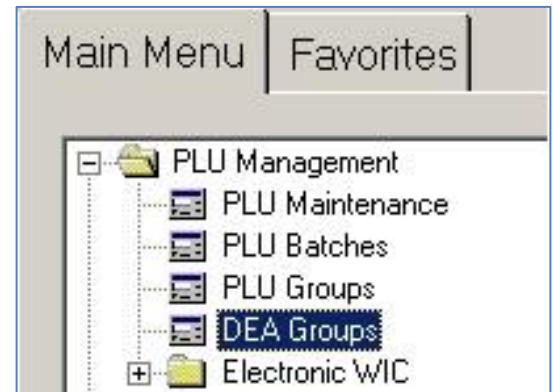 Main Menu Favorites
PLU Management
PLU Maintenance
PLU Batches
PLU Groups
DEA Groups
Electronic WIC